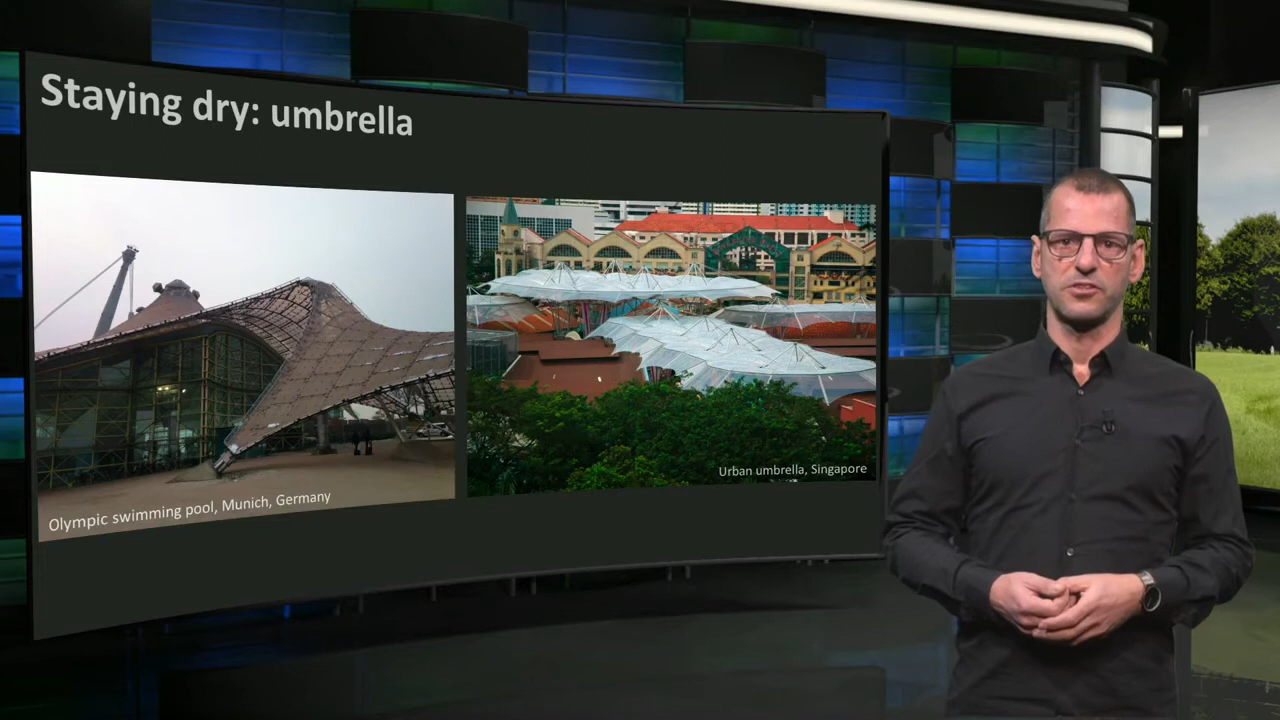 Staying dry: umbrella
Olympic swimming pool, Munich, Germany
Urban umbrella, Singapore